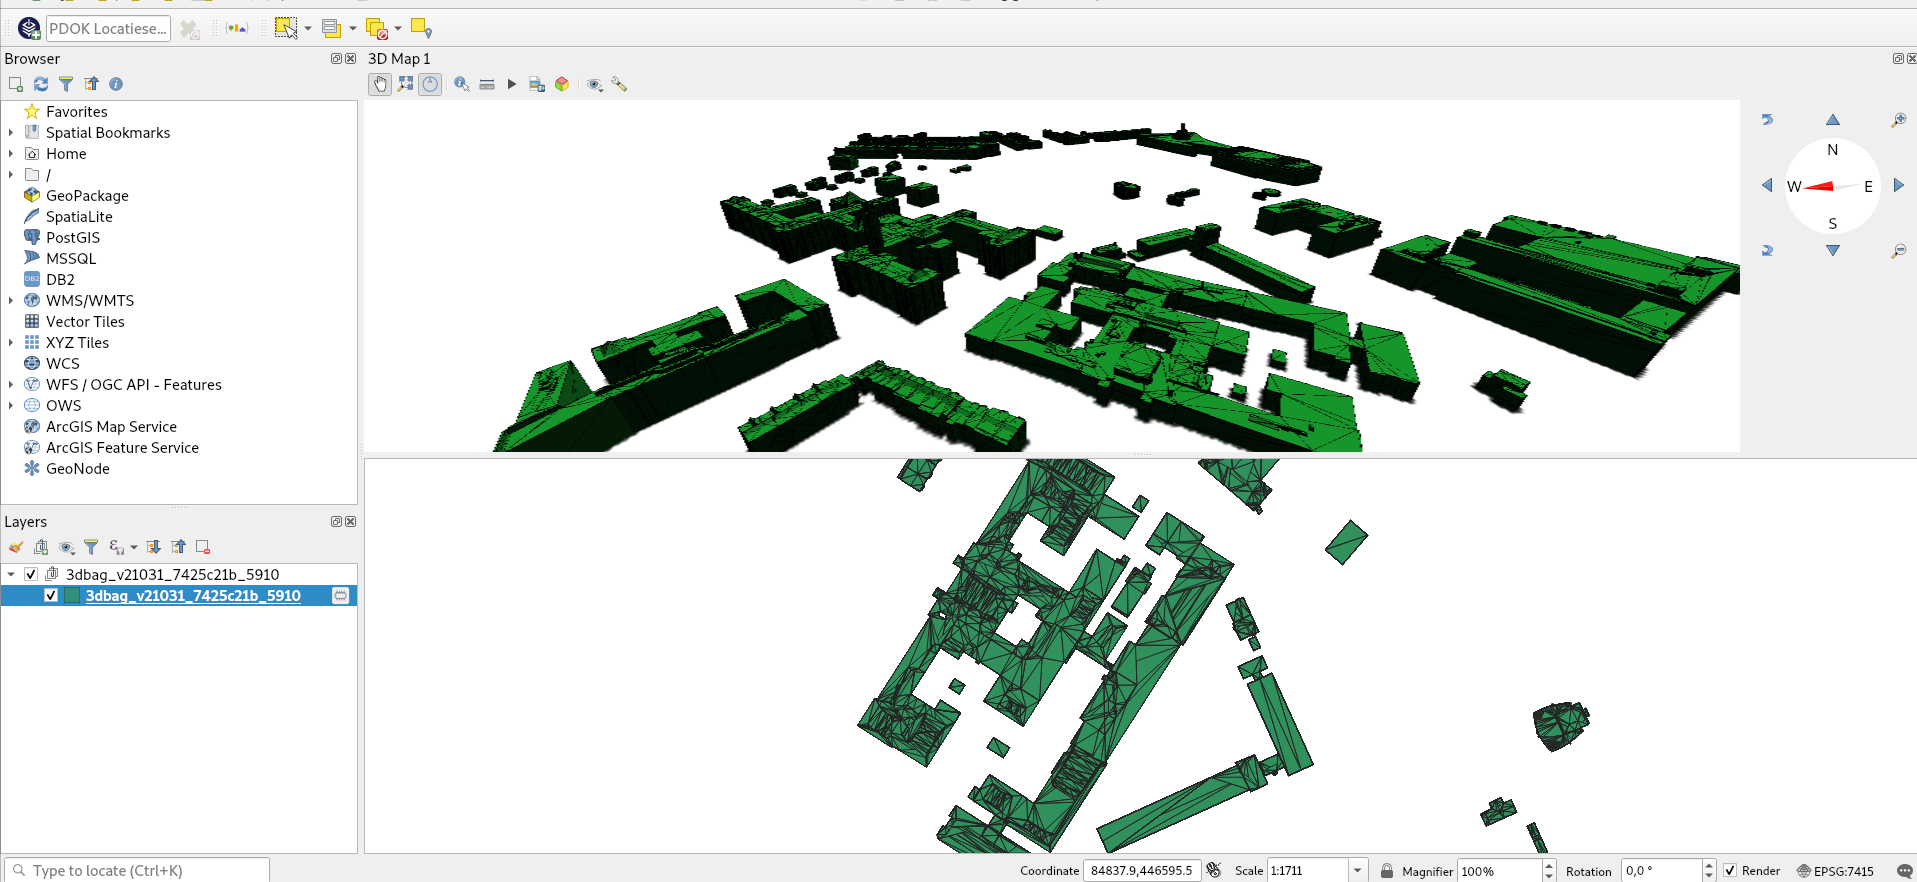 PDOK Locatiese...
Browser
Favorites
Spatial Bookmarks
Home
/
GeoPackage
SpatiaLite
PostGIS
MSSQL
DB2
WMS/WMTS
Vector Tiles
XYZ Tiles
WCS
WFS / OGC API - Features
OWS
ArcGIS Map Service
ArcGIS Feature Service
GeoNode
Layers
3dbag_v21031_7425c21b_5910
3dbag_v21031_7425c21b_5910
3D Map 1
N
W E
S
Type to locate (Ctrl+K)
Coordinate 84837.9,446595.5 Scale 1:1711 Magnifier 100% Rotation 0,0 ° Render EPSG:7415